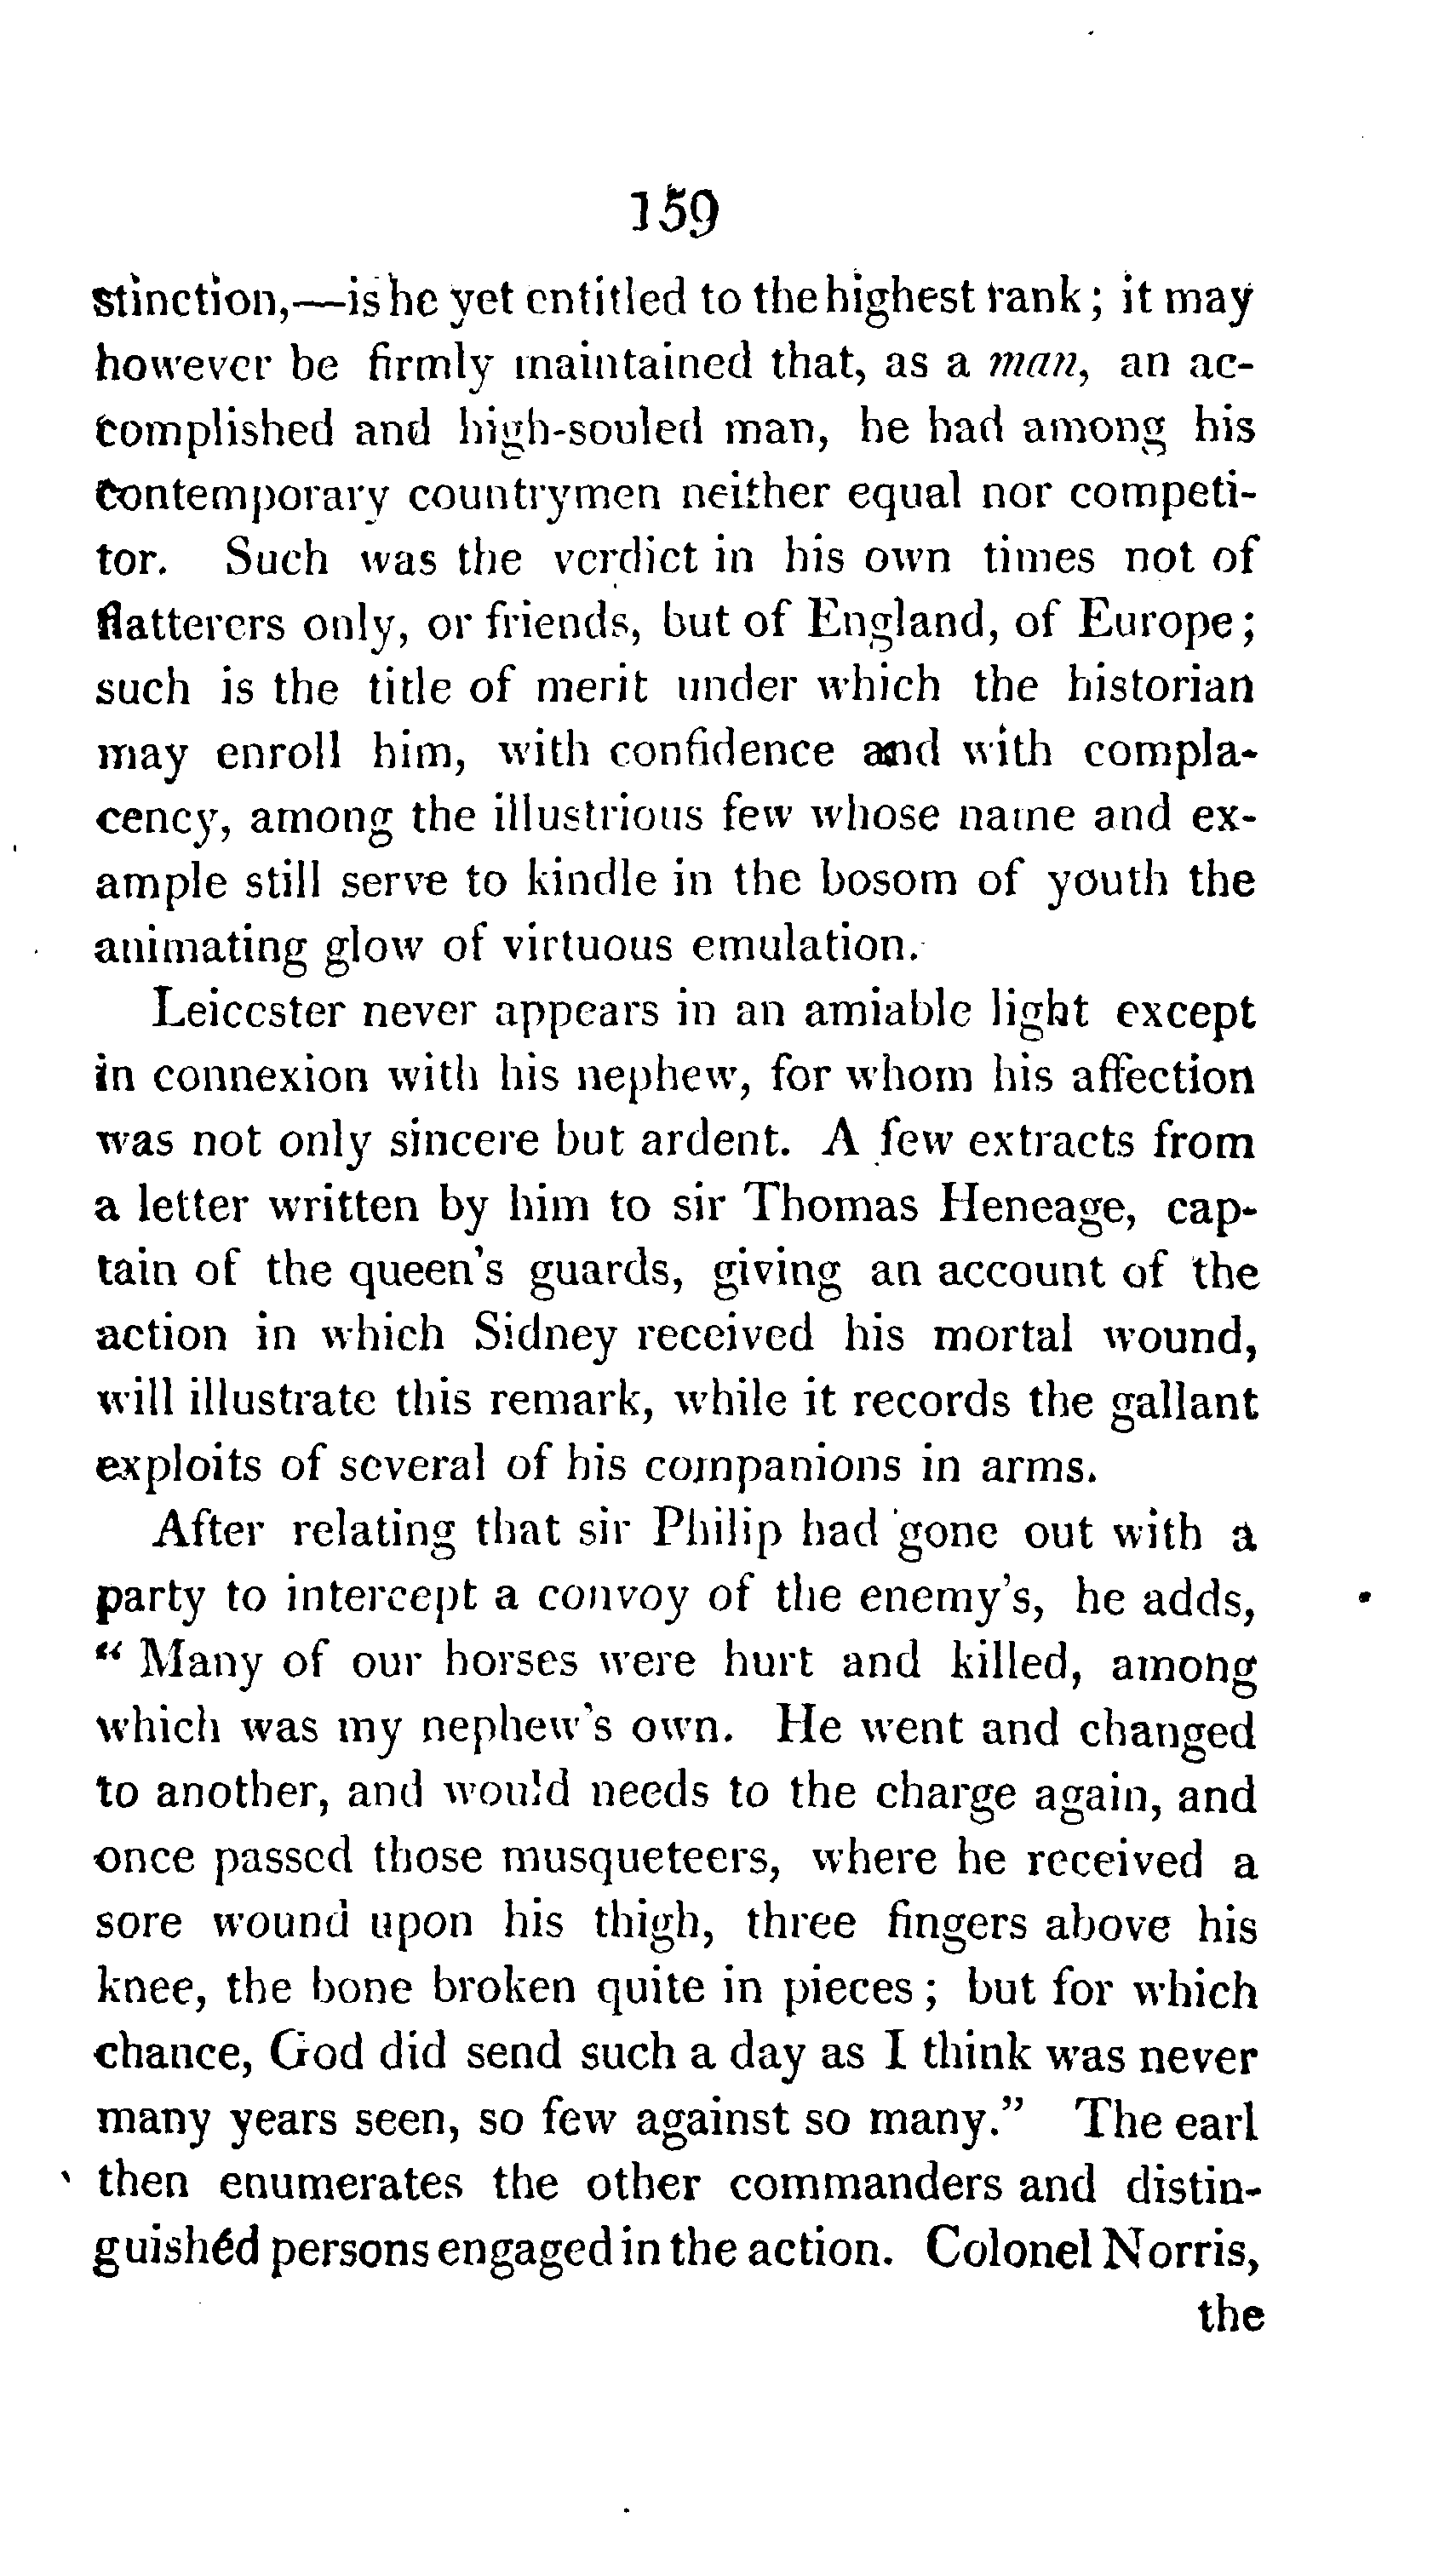 159
stinction,—is he yet entitled to the highest rank; it may
however be firmly maintained that, as a man, an ac-
complished and high-souled man, he had among his
contemporary countrymen neither equal nor competi-
tor. Such was the verdict in his own times not of
flatterers only, or friends, but of England, of Europe;
such is the title of merit under which the historian
may enroll him, with confidence and with compla-
cency, among the illustrious few whose name and ex-
ample still serve to kindle in the bosom of youth the
animating glow of virtuous emulation.
Leicester never appears in an amiable light except
in connexion with his nephew, for whom his affection
was not only sincere but ardent. A few extracts from
a letter written by him to sir Thomas Heneage, cap-
tain of the queen's guards, giving an account of the
action in which Sidney received his mortal wound,
will illustrate this remark, while it records the gallant
exploits of several of his companions in arms.
After relating that sir Philip had gone out with a
party to intercept a convoy of the enemy's, he adds,
“ Many of our horses were hurt and killed, among
which was my nephew's own. He went and changed
to another, and would needs to the charge again, and
once passed those musqueteers, where he received a
sore wound upon his thigh, three fingers above his
knee, the bone broken quite in pieces; but for which
chance, God did send such a day as I think was never
many years seen, so few against so many.” The earl
then enumerates the other commanders and distin-
guished persons engaged in the action. Colonel Norris,
the